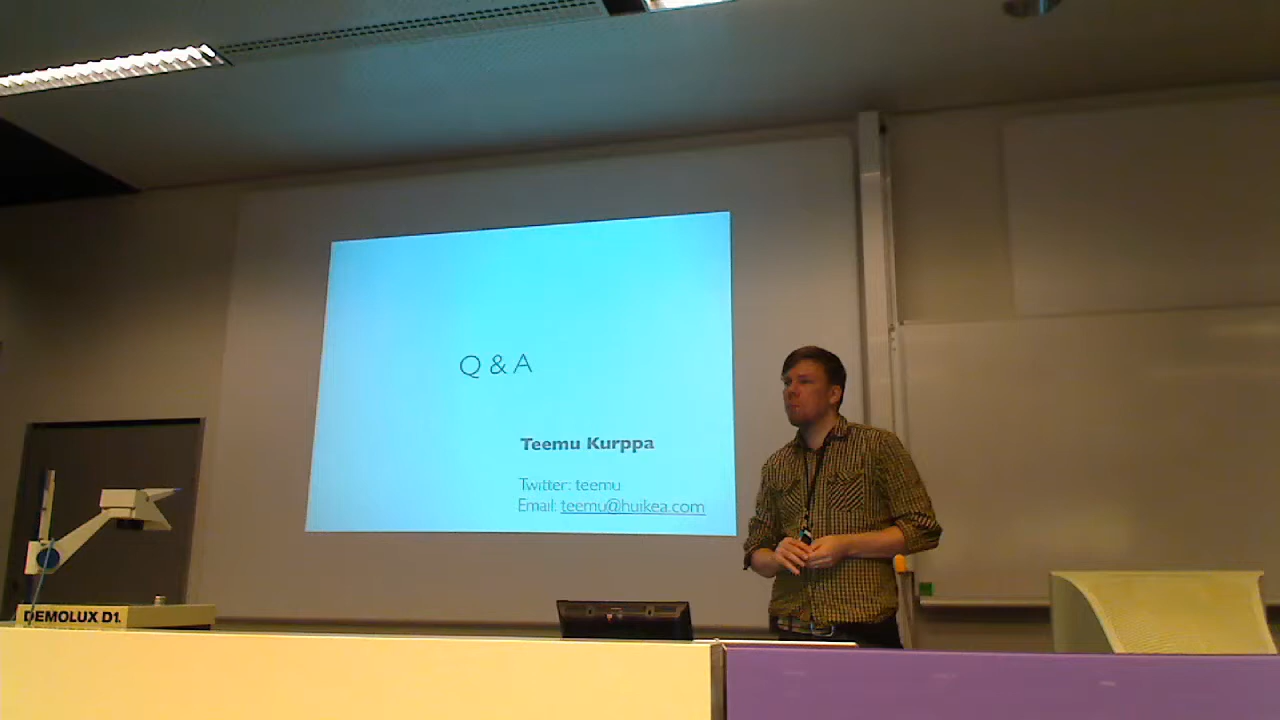 Q & A
Teemu Kurppa
Twitter: teemu
Email: teemu@huikea.com
DEMOLUX D1.